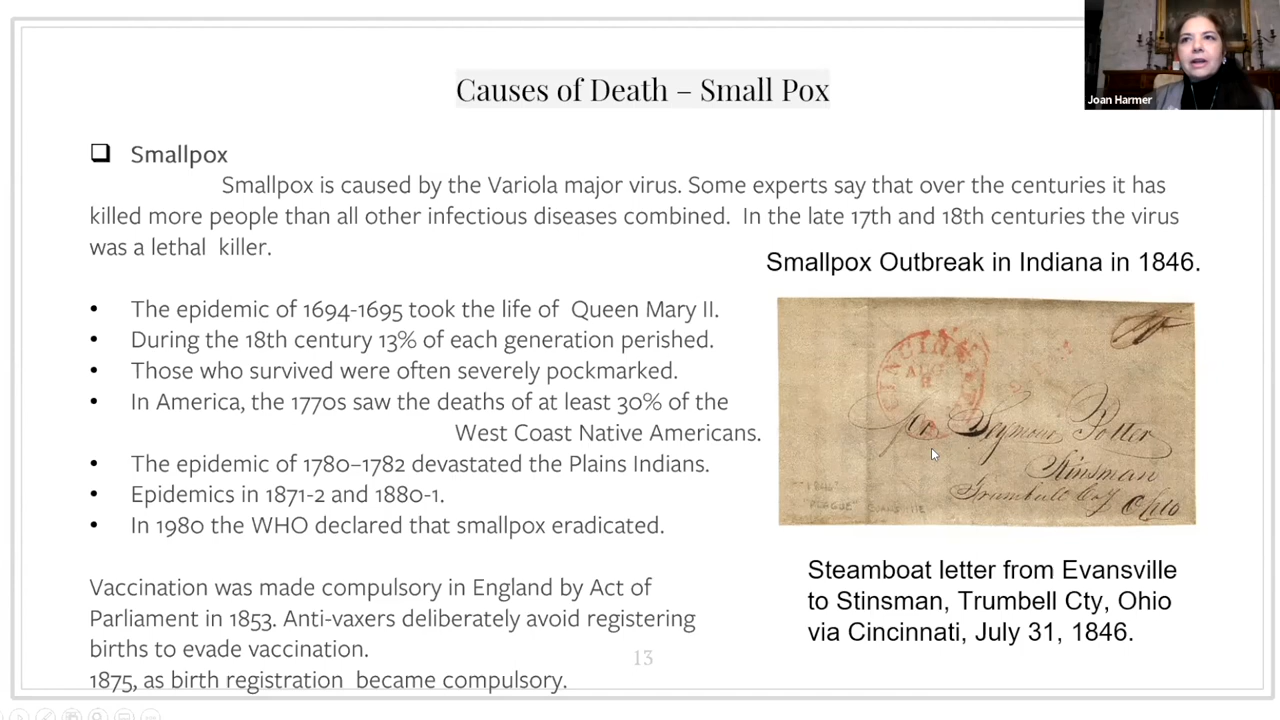 Causes of Death – Small Pox
Joan Harmer
Smallpox
Smallpox is caused by the Variola major virus. Some experts say that over the centuries it has
killed more people than all other infectious diseases combined. In the late 17th and 18th centuries the virus
was a lethal killer.
Smallpox Outbreak in Indiana in 1846.
• The epidemic of 1694-1695 took the life of Queen Mary II.
• During the 18th century 13% of each generation perished.
• Those who survived were often severely pockmarked.
• In America, the 1770s saw the deaths of at least 30% of the
West Coast Native Americans.
• The epidemic of 1780–1782 devastated the Plains Indians.
• Epidemics in 1871-2 and 1880-1.
• In 1980 the WHO declared that smallpox eradicated.
Vaccination was made compulsory in England by Act of
Parliament in 1853. Anti-vaxers deliberately avoid registering
births to evade vaccination.
1875, as birth registration became compulsory.
AUG
8
Seymour Potter
Kinsman
Trumbull Coy
Ohio
"1846"
"PLAGUE" EVANSVILLE
Steamboat letter from Evansville
to Stinsman, Trumbell Cty, Ohio
via Cincinnati, July 31, 1846.
13